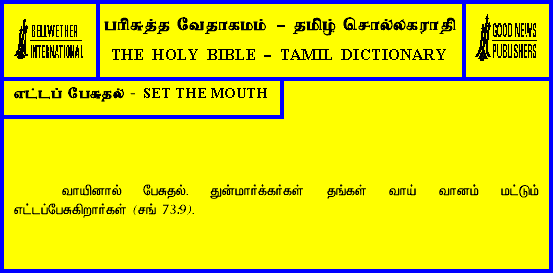 BELLWETHER
INTERNATIONAL
பரிசுத்த வேதாகமம் – தமிழ் சொல்லகராதி
THE HOLY BIBLE – TAMIL DICTIONARY
GOOD NEWS
PUBLISHERS
எட்டப் பேசுதல் - SET THE MOUTH
வாயினால் பேசுதல். துன்மார்க்கர்கள் தங்கள் வாய் வானம் மட்டும்
எட்டப்பேசுகிறார்கள் (சங் 73:9).